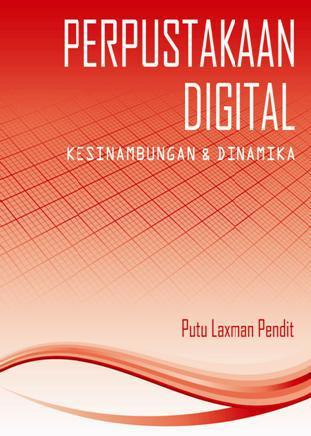 PERPUSTAKAAN
DIGITAL
KESINAMBUNGAN & DINAMIKA
Putu Laxman Pendit